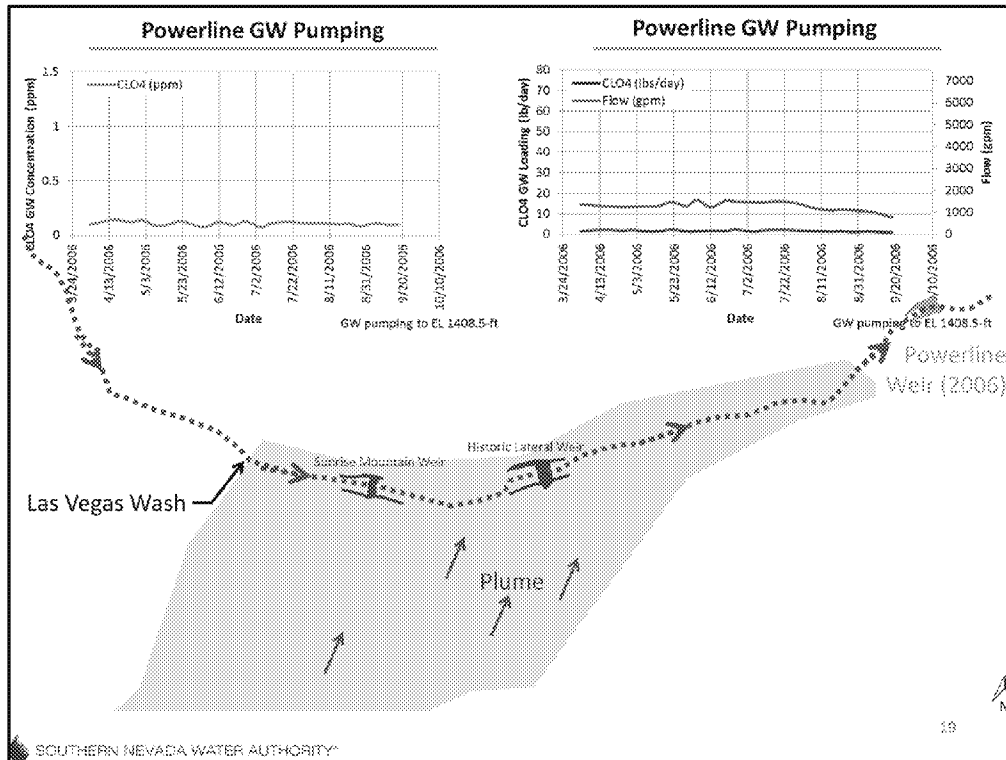 Powerline GW Pumping
CLO4 GW Concentration (ppm)
1.5
1
0.5
0
CLO4 (ppm)
3/24/2006
4/13/2006
5/3/2006
5/23/2006
6/12/2006
7/2/2006
7/22/2006
8/11/2006
8/31/2006
9/20/2006
10/10/2006
Date
GW pumping to EL 1408.5-ft
Powerline GW Pumping
CLO4 GW Loading (lb/day)
80
70
60
50
40
30
20
10
0
CLO4 (lbs/day)
Flow (gpm)
7000
6000
5000
4000
3000
2000
1000
0
Flow (gpm)
3/24/2006
4/13/2006
5/3/2006
5/23/2006
6/12/2006
7/2/2006
7/22/2006
8/11/2006
8/31/2006
9/20/2006
10/10/2006
Date
GW pumping to EL 1408.5-ft
Powerline
Weir (2006)
Historic Lateral Weir
Sunrise Mountain Weir
Las Vegas Wash
Plume
N
19
SOUTHERN NEVADA WATER AUTHORITY